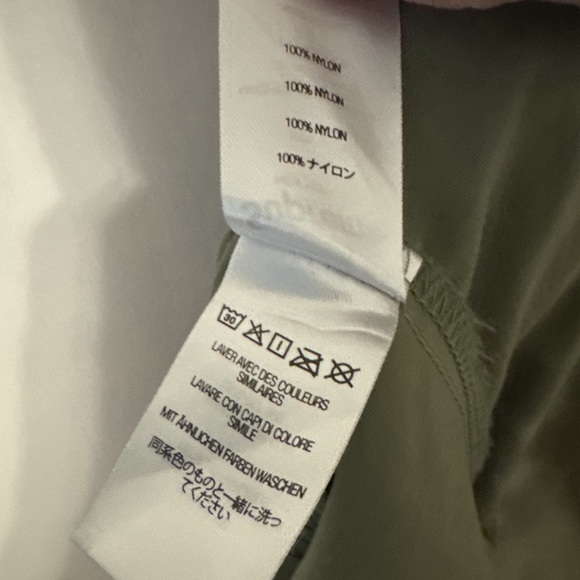 100% NYLON
100% NYLON
100% NYLON
100% ナイロン
30
LAVER AVEC DES COULEURS
SIMILAIRES
LAVARE CON CAPI DI COLORE
SIMILE
MIT ÄHNLICHEN FARBEN WASCHEN
同系色のものと一緒に洗っ
てください